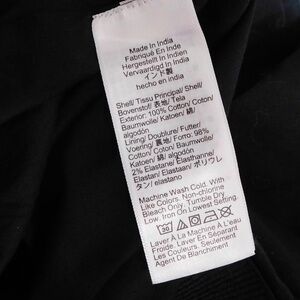 Made In India
Fabriqué En Inde
Hergestellt In Indien
Vervaardigd In India
インド製
hecho en india
Shell/ Tissu Principal/ Shell/
Bovenstof/ 表地/ Tela
Exterior: 100% Cotton/ Coton/
Baumwolle/ Katoen/ 綿/
algodón
Lining/ Doublure/ Futter/
Voering/ 裏地/ Forro: 98%
Cotton/ Coton/ Baumwolle/
Katoen/ 綿/ algodón
2% Elastane/ Elasthanne/
Elastan/ Elastaan/ ポリウレ
タン/ elastano
Machine Wash Cold. With
Like Colors. Non-chlorine
Bleach Only. Tumble Dry
Low. Iron On Lowest Setting.
30
Laver À La Machine À L'eau
Froide. Laver En Séparant
Les Couleurs. Seulement
Agent De Blanchiment